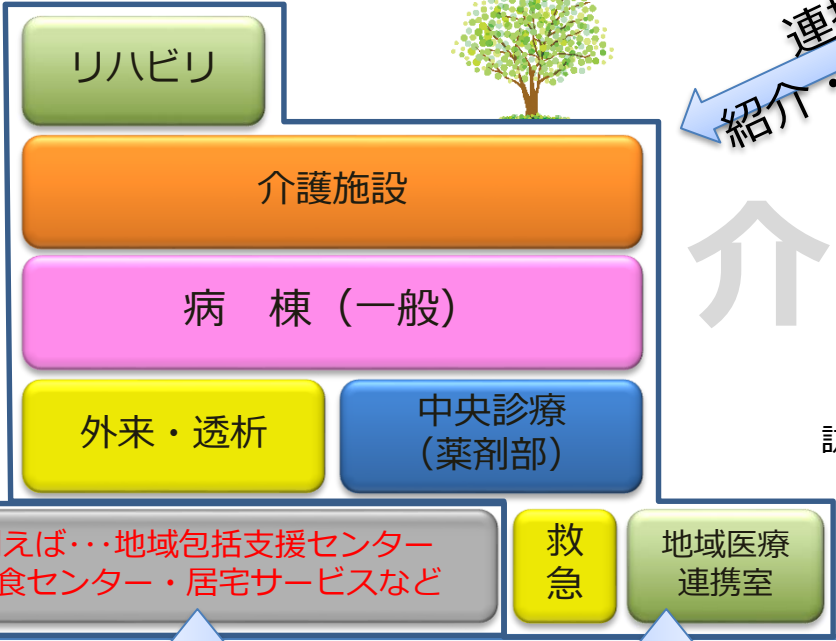 リハビリ
連携
紹介・
介護施設
介
病　棟（一般）
外来・透析
中央診療
（薬剤部）
えば・・・地域包括支援センター
食センター・居宅サービスなど
救
急
地域医療
連携室